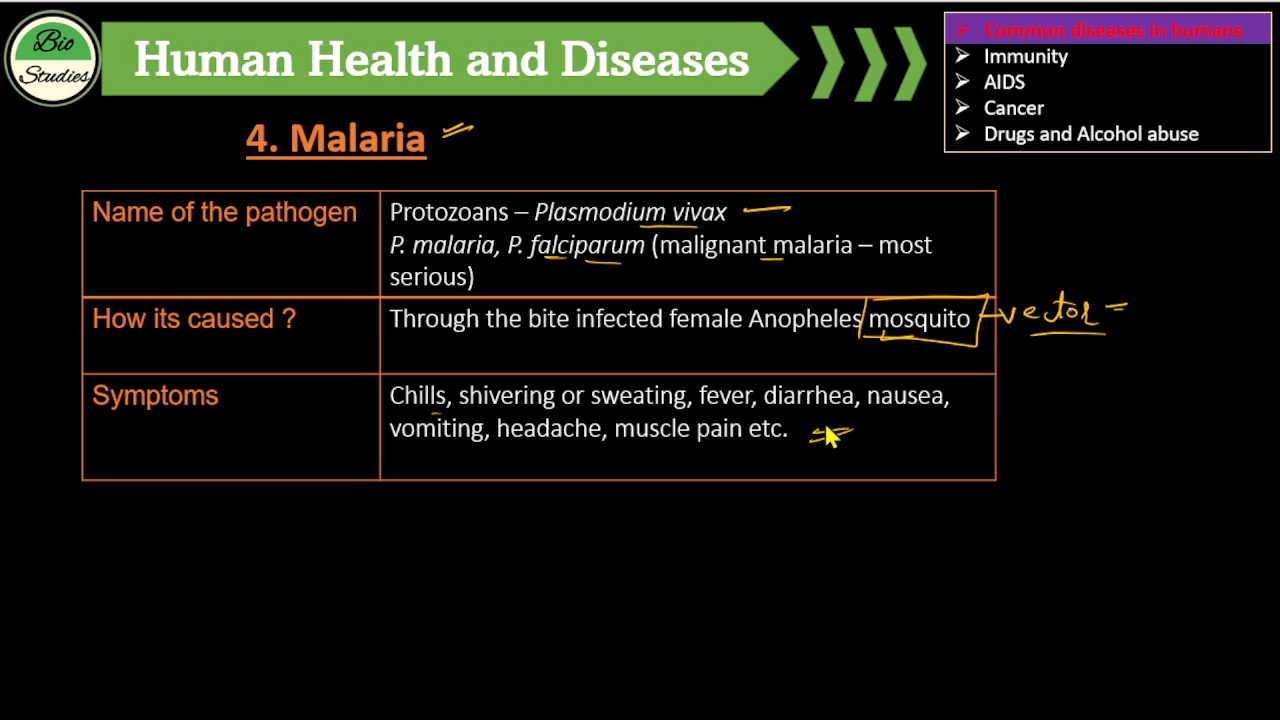 Bio
Studies
Human Health and Diseases
➢ Common diseases in humans
➢ Immunity
➢ AIDS
➢ Cancer
➢ Drugs and Alcohol abuse
4. Malaria
Name of the pathogen
Protozoans – Plasmodium vivax
P. malaria, P. falciparum (malignant malaria – most
serious)
How its caused ?
Through the bite infected female Anopheles mosquito
vector =
Symptoms
Chills, shivering or sweating, fever, diarrhea, nausea,
vomiting, headache, muscle pain etc.